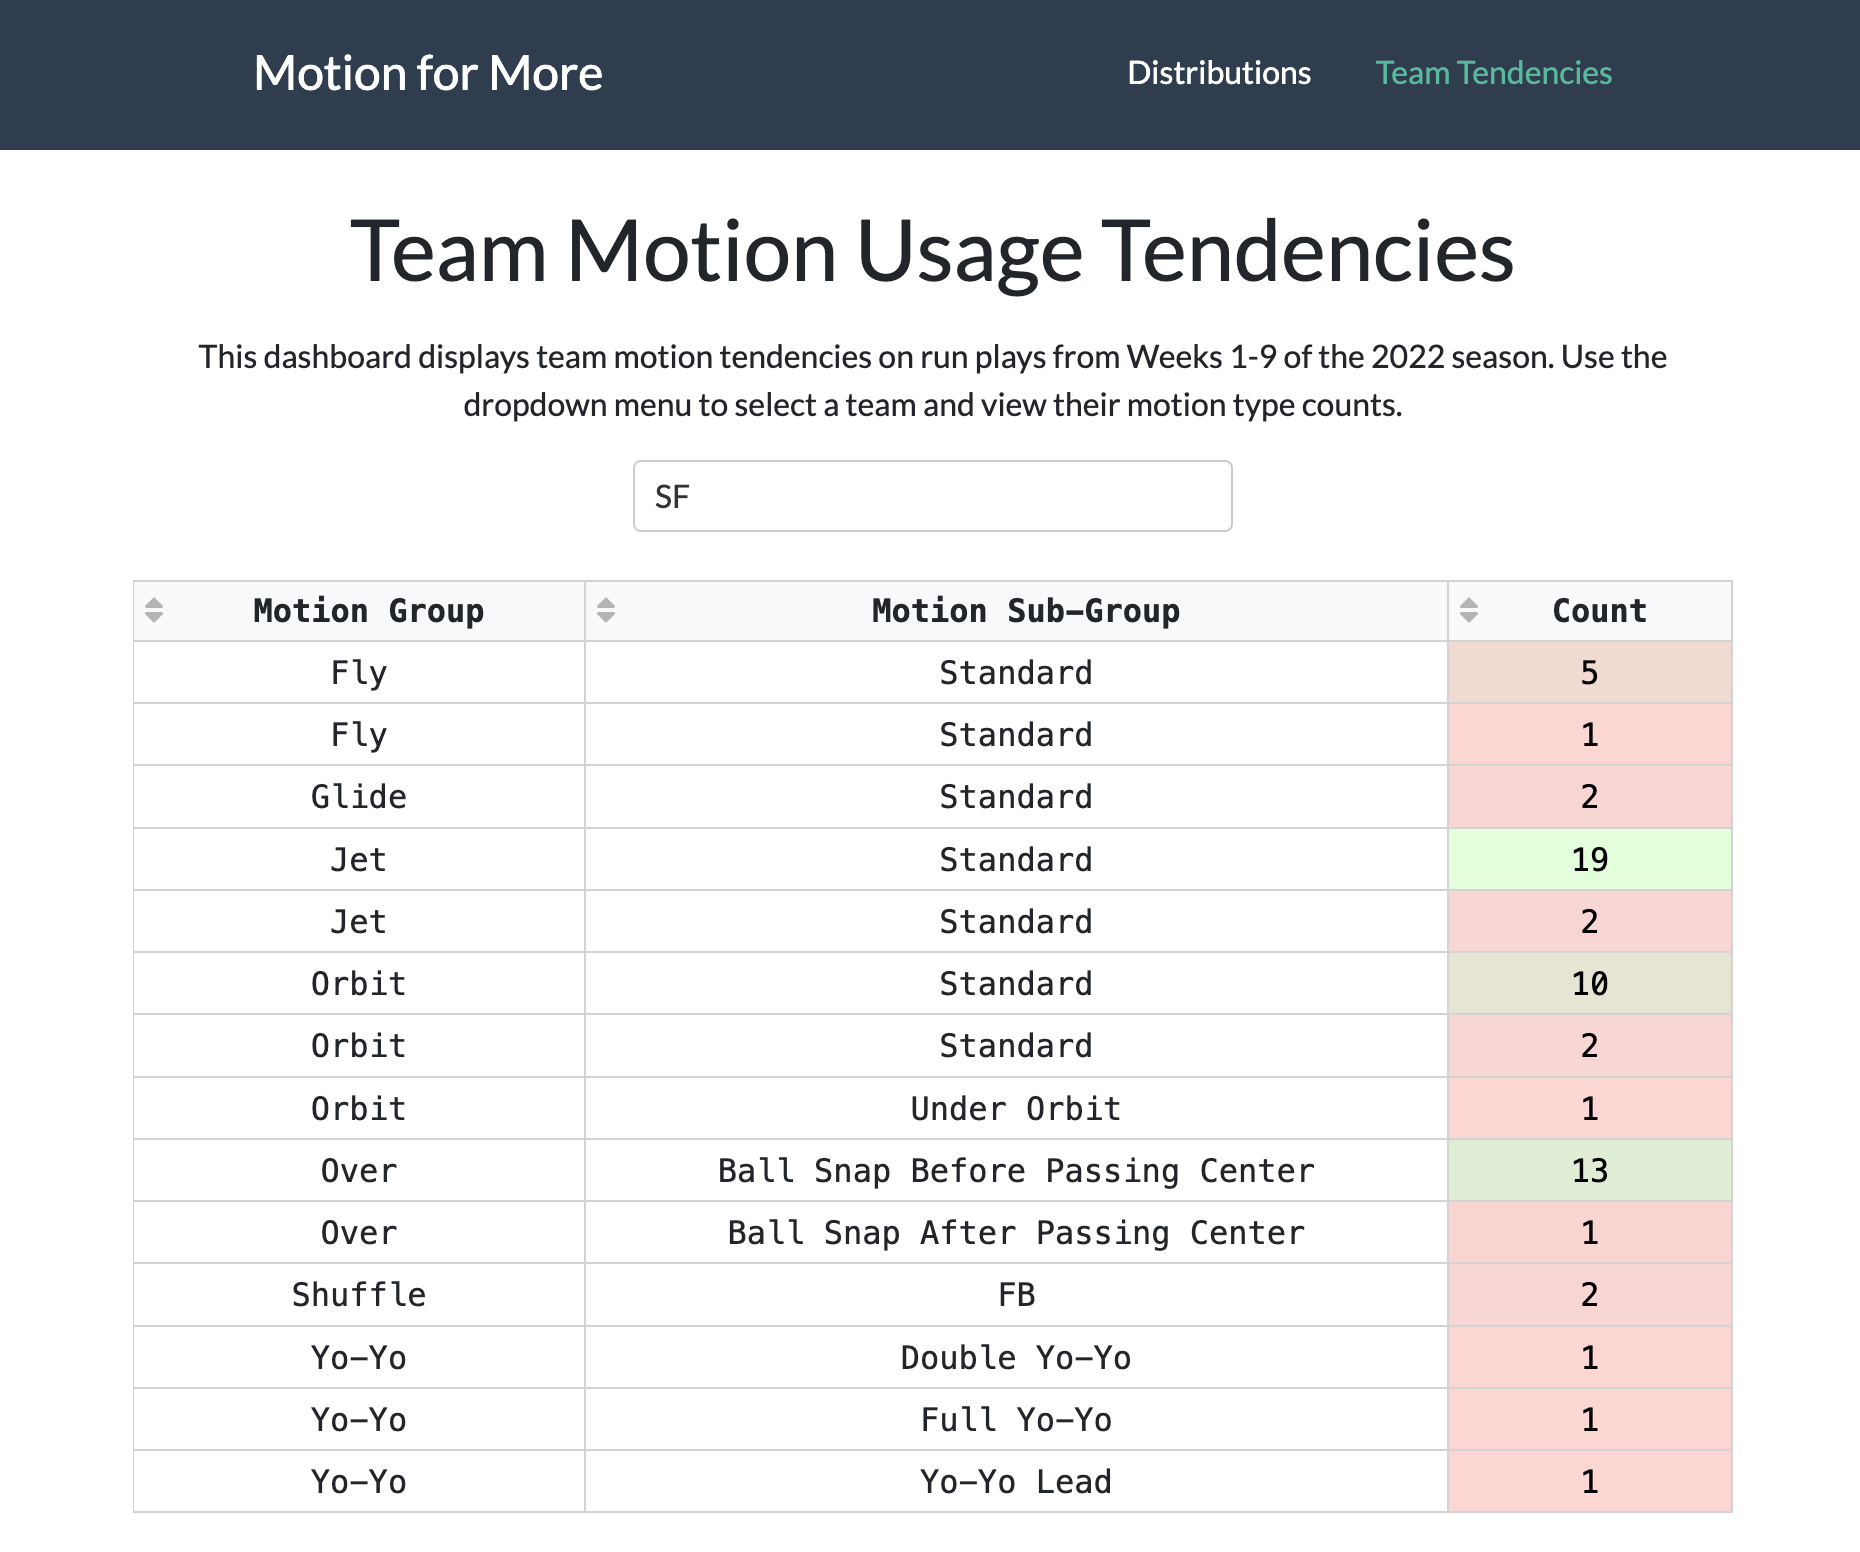 Motion for More Distributions Team Tendencies
Team Motion Usage Tendencies
This dashboard displays team motion tendencies on run plays from Weeks 1-9 of the 2022 season. Use the
dropdown menu to select a team and view their motion type counts.
SF
Motion Group Motion Sub-Group Count
Fly Standard 5
Fly Standard 1
Glide Standard 2
Jet Standard 19
Jet Standard 2
Orbit Standard 10
Orbit Standard 2
Orbit Under Orbit 1
Over Ball Snap Before Passing Center 13
Over Ball Snap After Passing Center 1
Shuffle FB 2
Yo-Yo Double Yo-Yo 1
Yo-Yo Full Yo-Yo 1
Yo-Yo Yo-Yo Lead 1